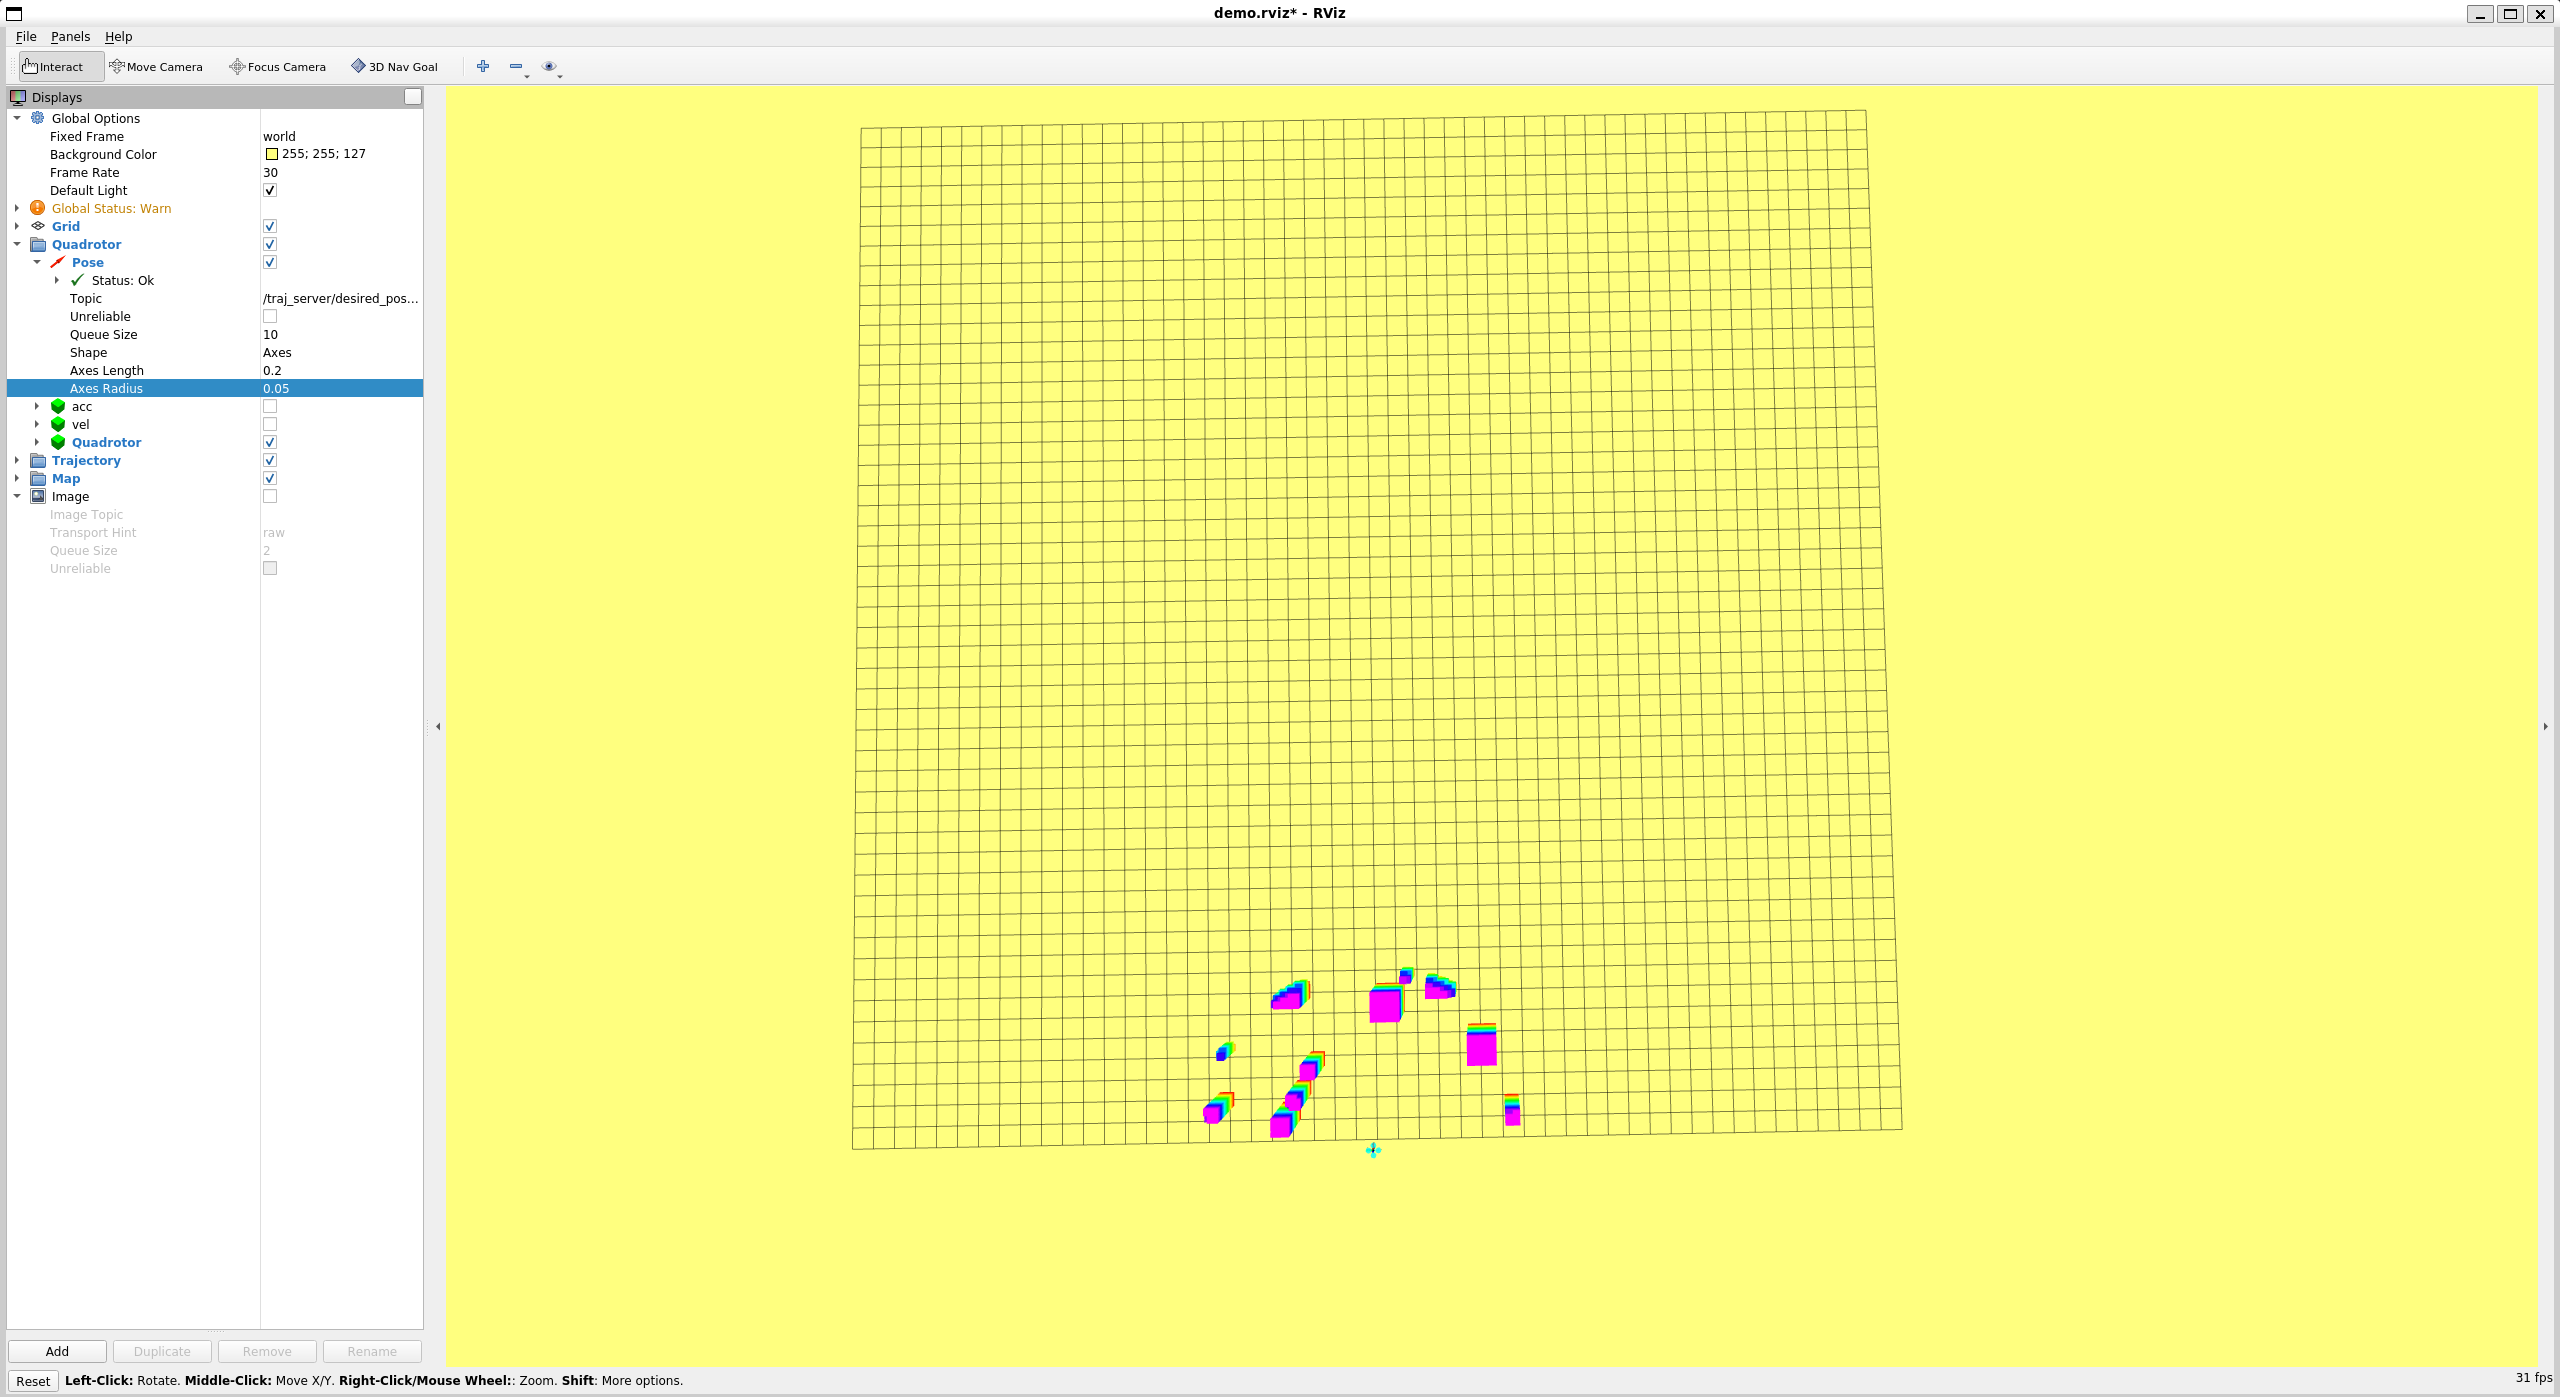 demo.rviz* - RViz
File Panels Help
Interact Move Camera Focus Camera 3D Nav Goal
Displays
Global Options
Fixed Frame world
Background Color 255; 255; 127
Frame Rate 30
Default Light
Global Status: Warn
Grid
Quadrotor
Pose
Status: Ok
Topic /traj_server/desired_pos...
Unreliable
Queue Size 10
Shape Axes
Axes Length 0.2
Axes Radius 0.05
acc
vel
Quadrotor
Trajectory
Map
Image
Image Topic
Transport Hint raw
Queue Size 2
Unreliable
Add Duplicate Remove Rename
Reset Left-Click: Rotate. Middle-Click: Move X/Y. Right-Click/Mouse Wheel:: Zoom. Shift: More options. 31 fps